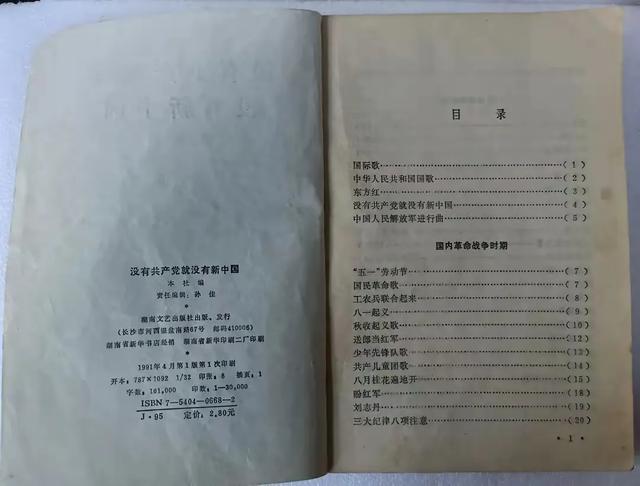 没有共产党就没有新中国
本社编
责任编辑：孙佳
湖南文艺出版社出版、发行
(长沙市河西银盆南路67号 邮码410006)
湖南省新华书店经销 湖南省新华印刷二厂印刷
1991年4月第1版第1次印刷
开本：787×1092 1/32 印张：8 插页：1
字数：161,000 印数：1—30,000
ISBN7—5404—0668—2
J·95 定价：2.80元
目录
国际歌……(1)
中华人民共和国国歌……(2)
东方红……(3)
没有共产党就没有新中国……(4)
中国人民解放军进行曲……(5)
国内革命战争时期
“五一”劳动节……(7)
国民革命歌……(7)
工农兵联合起来……(8)
八一起义……(9)
秋收起义歌……(10)
送郎当红军……(11)
少年先锋队歌……(13)
共产儿童团歌……(14)
八月桂花遍地开……(15)
盼红军……(18)
刘志丹……(19)
三大纪律八项注意……(20)
·1·